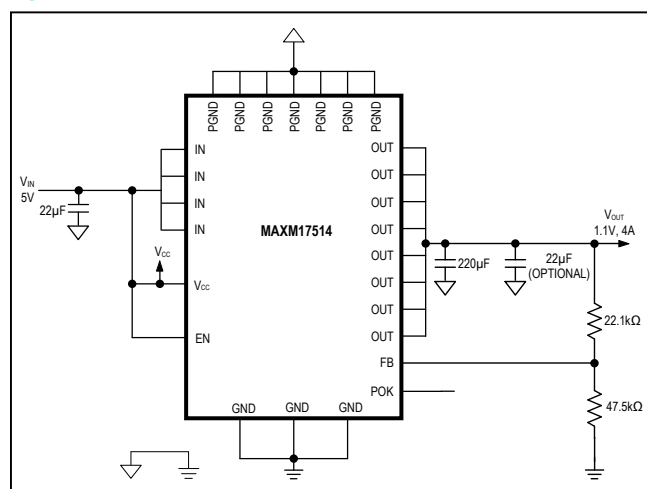 PGND
PGND
PGND
PGND
PGND
PGND
PGND
IN
IN
IN
IN
VIN
5V
22µF
MAXM17514
OUT
OUT
OUT
OUT
OUT
OUT
OUT
OUT
VOUT
1.1V, 4A
220µF
22µF
(OPTIONAL)
VCC
VCC
EN
22.1kΩ
FB
POK
47.5kΩ
GND
GND
GND